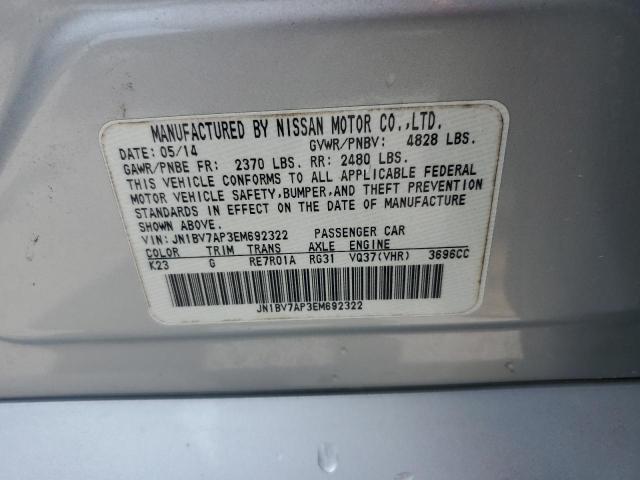 MANUFACTURED BY NISSAN MOTOR CO.,LTD.
DATE: 05/14 GVWR/PNBV: 4828 LBS.
GAWR/PNBE FR: 2370 LBS. RR: 2480 LBS.
THIS VEHICLE CONFORMS TO ALL APPLICABLE FEDERAL
MOTOR VEHICLE SAFETY,BUMPER,AND THEFT PREVENTION
STANDARDS IN EFFECT ON THE DATE OF MANUFACTURE
SHOWN ABOVE.
VIN: JN1BV7AP3EM692322 PASSENGER CAR
COLOR TRIM TRANS AXLE ENGINE
K23 G RE7R01A RG31 VQ37(VHR) 3696CC
JN1BV7AP3EM692322